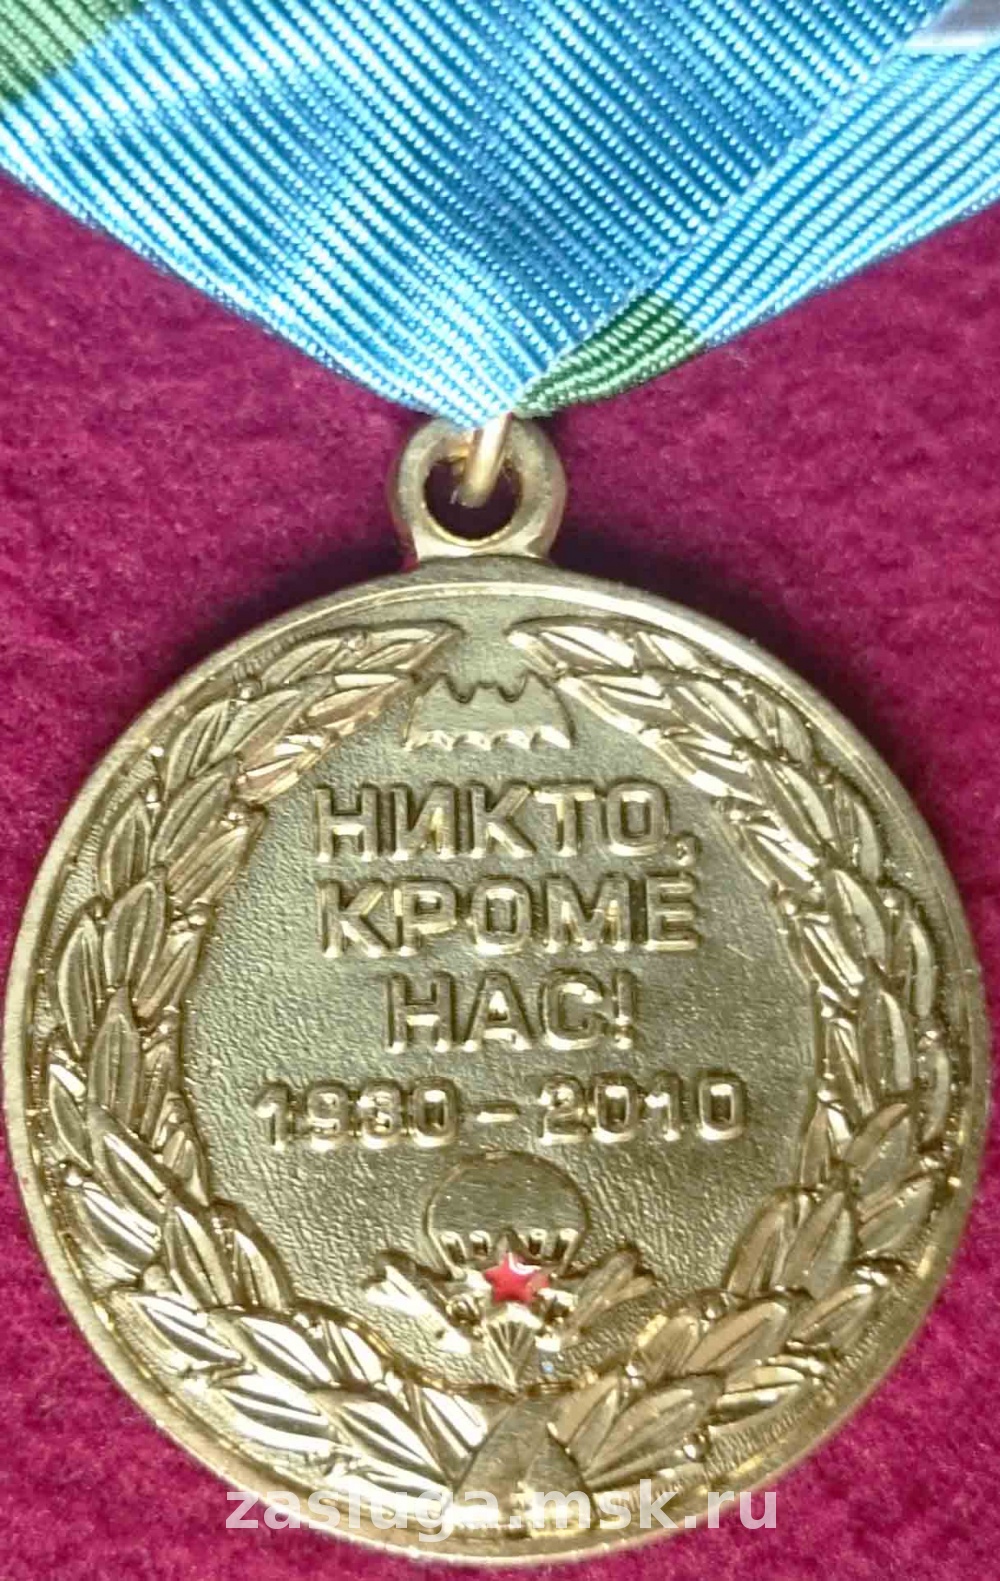 НИКТО,
КРОМЕ
НАС!
1930-2010
zasluga.msk.ru